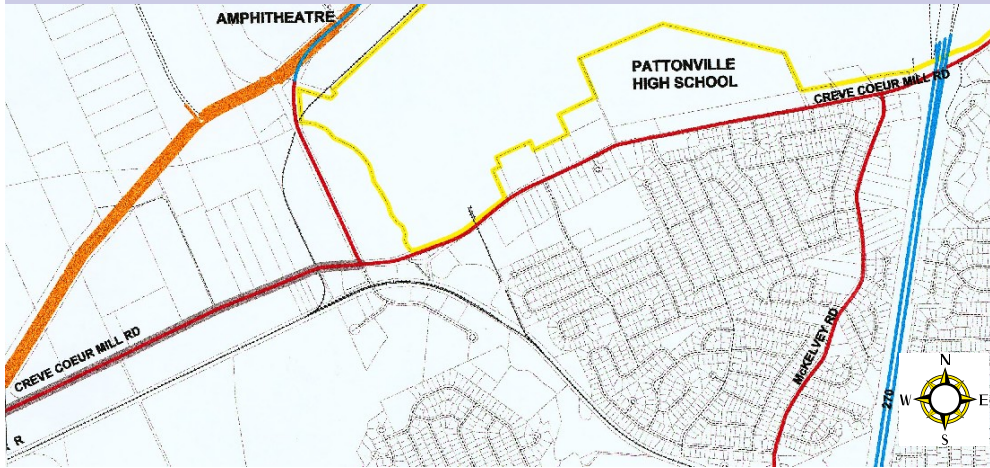 AMPHITHEATRE
PATTONVILLE
HIGH SCHOOL
CREVE COEUR MILL RD
CREVE COEUR MILL RD
McKELVEY RD
270
N
W E
S
R